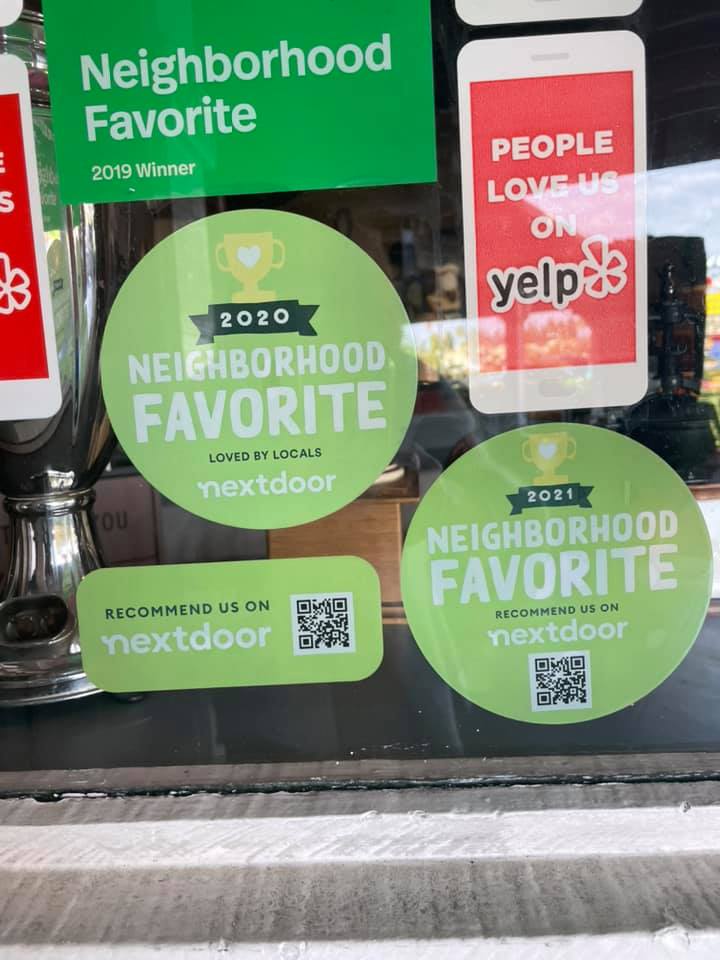 Neighborhood
Favorite
2019 Winner
PEOPLE
LOVE US
ON
yelp
2020
NEIGHBORHOOD
FAVORITE
LOVED BY LOCALS
nextdoor
2021
NEIGHBORHOOD
FAVORITE
RECOMMEND US ON
nextdoor
RECOMMEND US ON
nextdoor
YOU